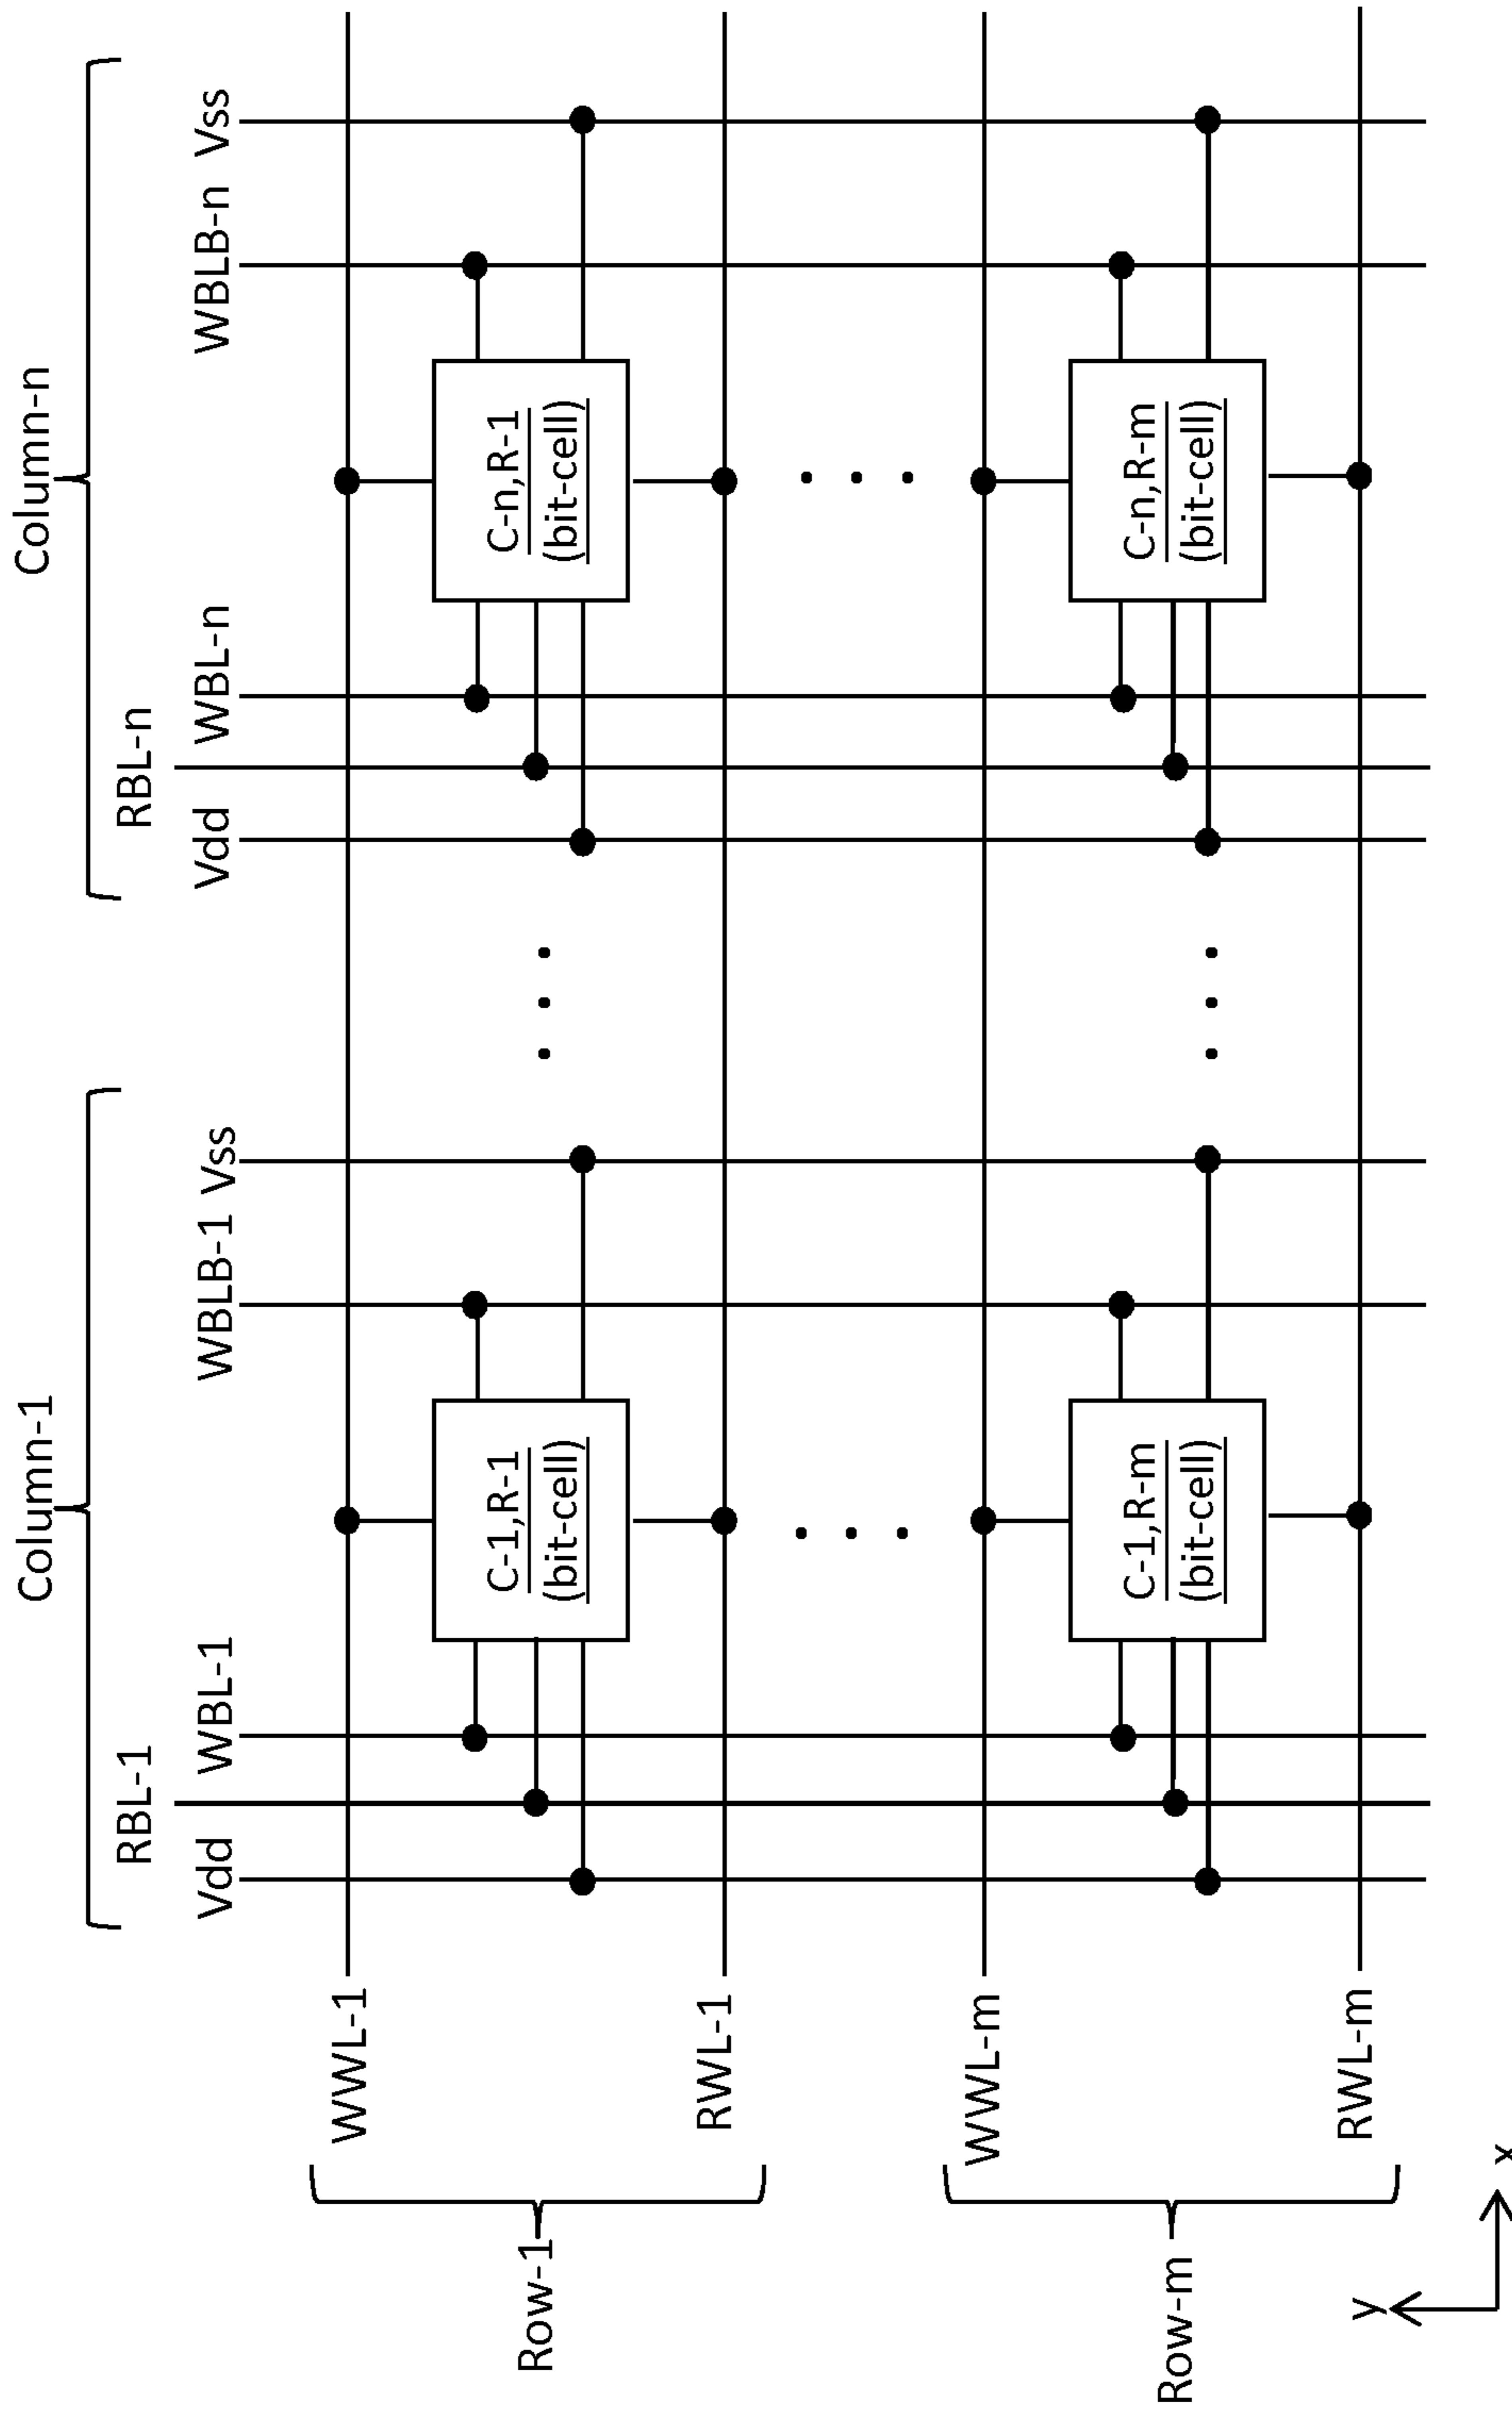 Column-1
Column-n
RBL-1
RBL-n
Vdd
WBL-1
WBLB-1
Vss
Vdd
WBL-n
WBLB-n
Vss
Row-1
WWL-1
C-1,R-1
(bit-cell)
C-n,R-1
(bit-cell)
RWL-1
Row-m
WWL-m
C-1,R-m
(bit-cell)
C-n,R-m
(bit-cell)
RWL-m
y
x